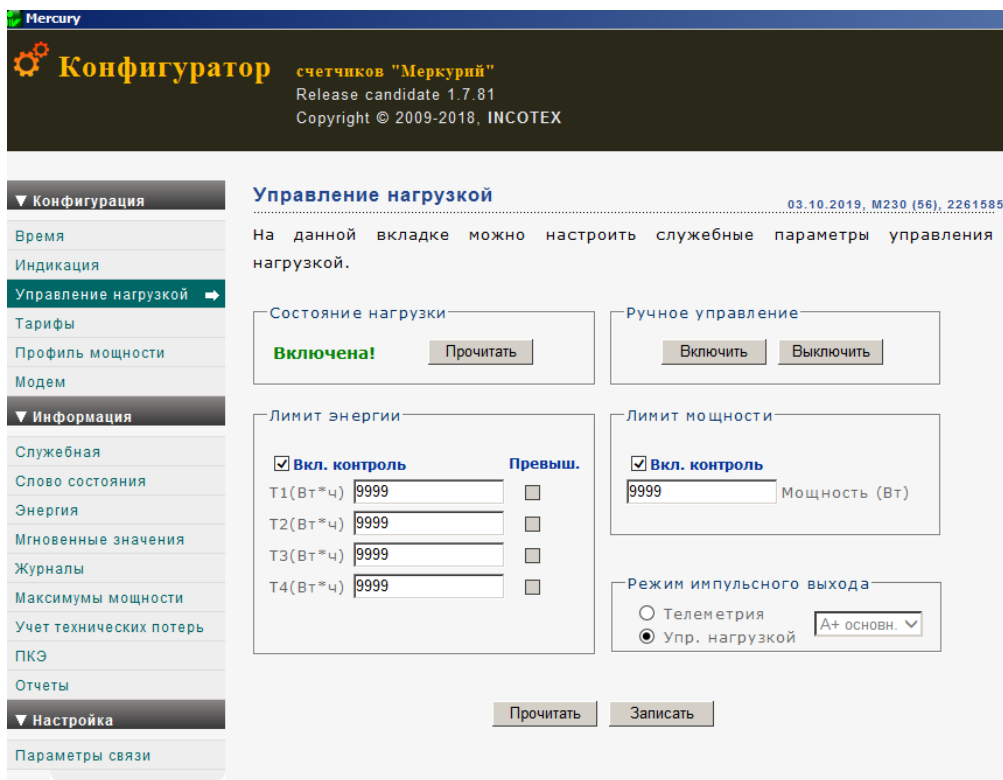 Mercury
Конфигуратор счетчиков "Меркурий"
Release candidate 1.7.81
Copyright © 2009-2018, INCOTEX
▼ Конфигурация
Время
Индикация
Управление нагрузкой
Тарифы
Профиль мощности
Модем
▼ Информация
Служебная
Слово состояния
Энергия
Мгновенные значения
Журналы
Максимумы мощности
Учет технических потерь
ПКЭ
Отчеты
▼ Настройка
Параметры связи
Управление нагрузкой
03.10.2019, M230 (56), 2261585
На данной вкладке можно настроить служебные параметры управления
нагрузкой.
Состояние нагрузки
Включена! Прочитать
Ручное управление
Включить Выключить
Лимит энергии
Вкл. контроль Превыш.
Т1(Вт*ч) 9999
Т2(Вт*ч) 9999
Т3(Вт*ч) 9999
Т4(Вт*ч) 9999
Лимит мощности
Вкл. контроль
9999 Мощность (Вт)
Режим импульсного выхода
Телеметрия
Упр. нагрузкой
А+ основн.
Прочитать Записать